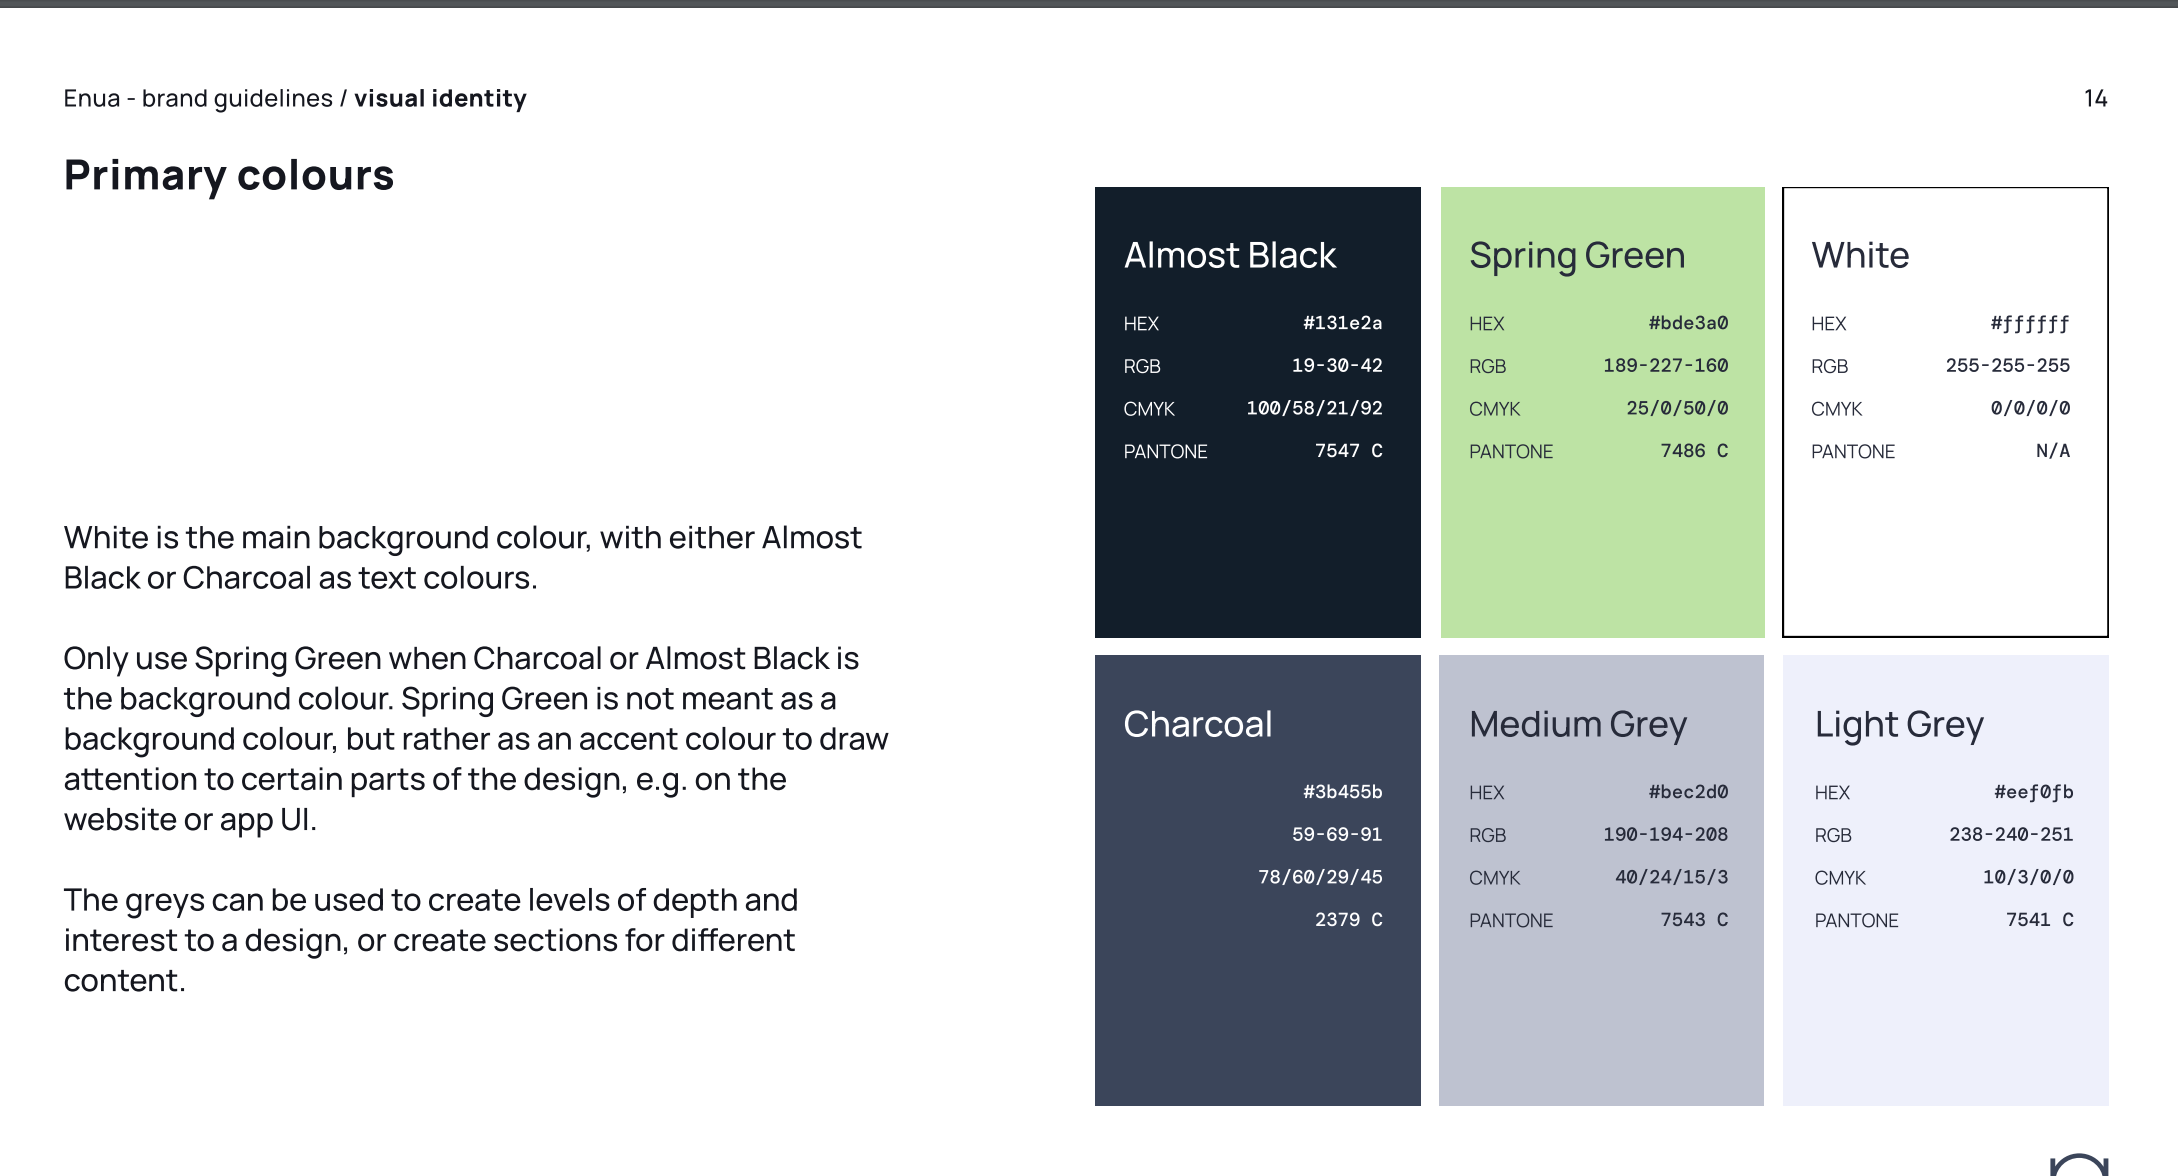 Enua - brand guidelines / visual identity
14
Primary colours
White is the main background colour, with either Almost
Black or Charcoal as text colours.
Only use Spring Green when Charcoal or Almost Black is
the background colour. Spring Green is not meant as a
background colour, but rather as an accent colour to draw
attention to certain parts of the design, e.g. on the
website or app UI.
The greys can be used to create levels of depth and
interest to a design, or create sections for different
content.
Almost Black
HEX #131e2a
RGB 19-30-42
CMYK 100/58/21/92
PANTONE 7547 C
Spring Green
HEX #bde3a0
RGB 189-227-160
CMYK 25/0/50/0
PANTONE 7486 C
White
HEX #ffffff
RGB 255-255-255
CMYK 0/0/0/0
PANTONE N/A
Charcoal
#3b455b
59-69-91
78/60/29/45
2379 C
Medium Grey
HEX #bec2d0
RGB 190-194-208
CMYK 40/24/15/3
PANTONE 7543 C
Light Grey
HEX #eef0fb
RGB 238-240-251
CMYK 10/3/0/0
PANTONE 7541 C